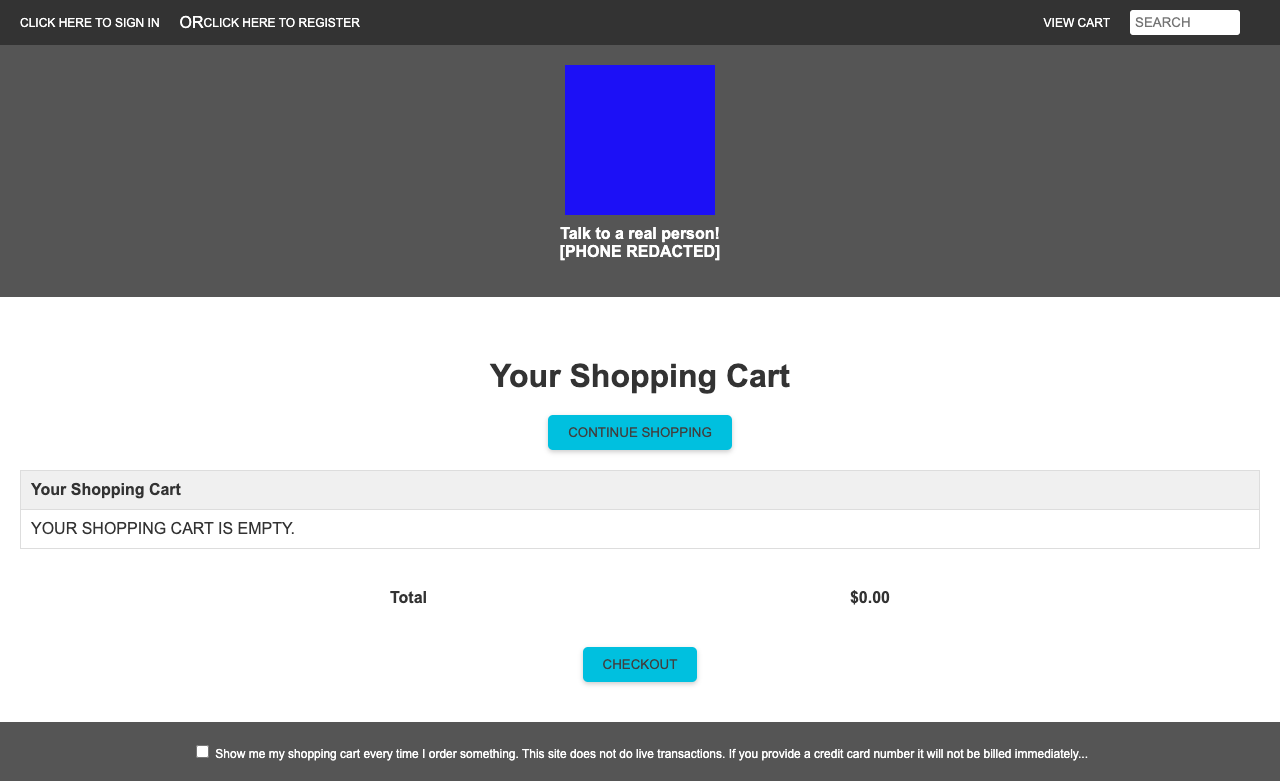 CLICK HERE TO SIGN IN OR CLICK HERE TO REGISTER VIEW CART SEARCH
Talk to a real person!
[PHONE REDACTED]
Your Shopping Cart
CONTINUE SHOPPING
Your Shopping Cart
YOUR SHOPPING CART IS EMPTY.
Total $0.00
CHECKOUT
Show me my shopping cart every time I order something. This site does not do live transactions. If you provide a credit card number it will not be billed immediately...